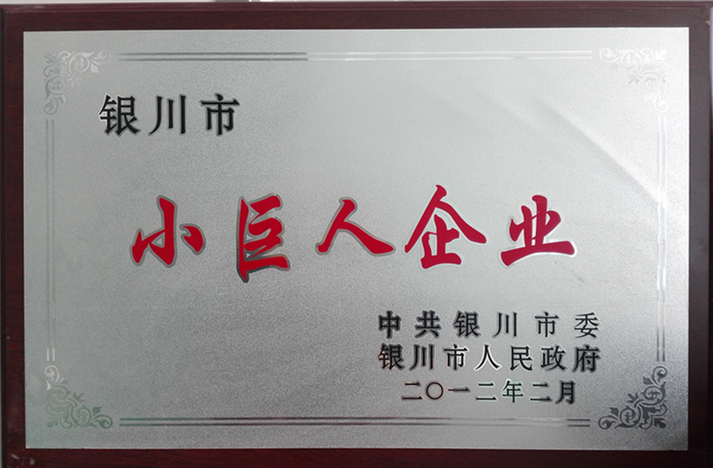 银川市
小巨人企业
中共银川市委
银川市人民政府
二〇一二年二月